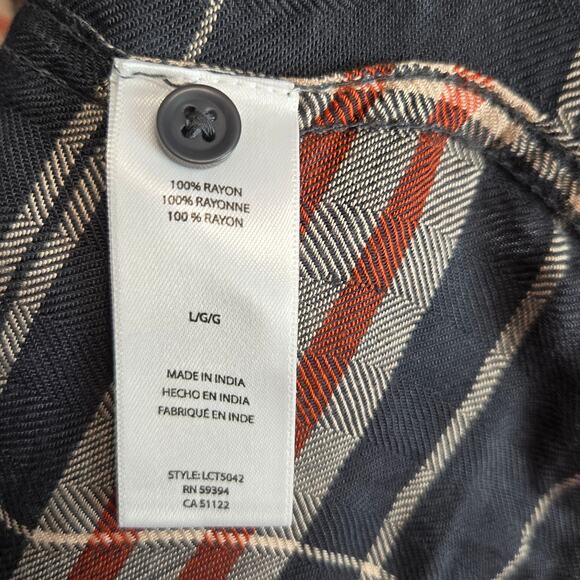 100% RAYON
100% RAYONNE
100 % RAYON
L/G/G
MADE IN INDIA
HECHO EN INDIA
FABRIQUÉ EN INDE
STYLE: LCT5042
RN 59394
CA 51122